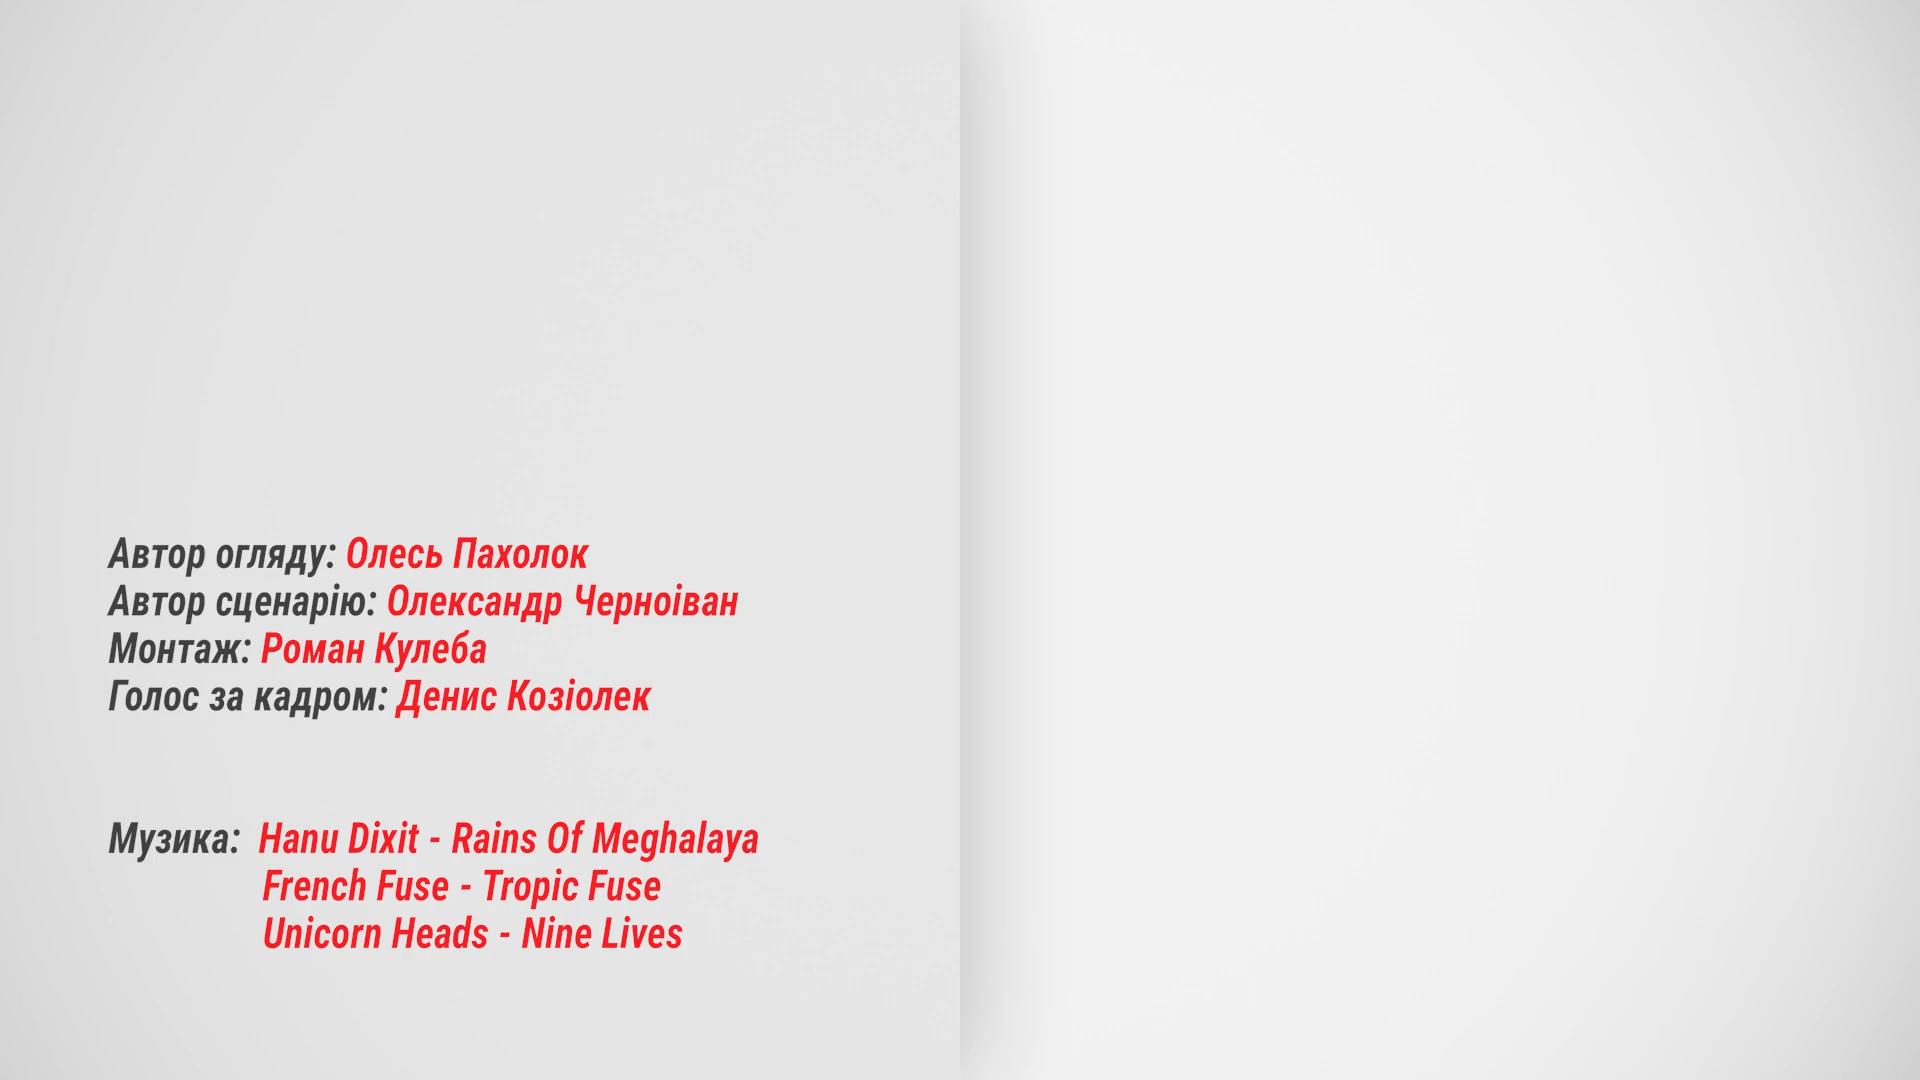 Автор огляду: Олесь Пахолок
Автор сценарію: Олександр Черноіван
Монтаж: Роман Кулеба
Голос за кадром: Денис Козіолек
Музика: Hanu Dixit - Rains Of Meghalaya
French Fuse - Tropic Fuse
Unicorn Heads - Nine Lives